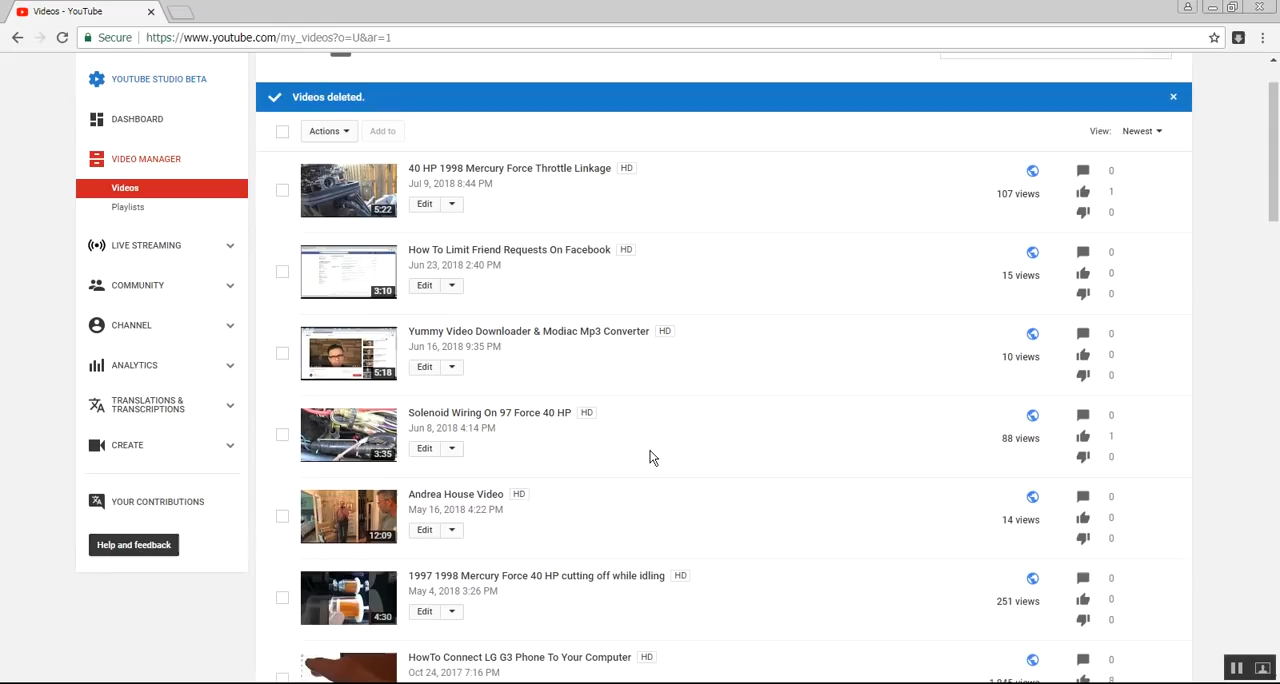 Videos - YouTube
Secure https://www.youtube.com/my_videos?o=U&ar=1
YOUTUBE STUDIO BETA
DASHBOARD
VIDEO MANAGER
Videos
Playlists
LIVE STREAMING
COMMUNITY
CHANNEL
ANALYTICS
TRANSLATIONS &
TRANSCRIPTIONS
CREATE
YOUR CONTRIBUTIONS
Help and feedback
Videos deleted.
Actions Add to View: Newest
40 HP 1998 Mercury Force Throttle Linkage HD
Jul 9, 2018 8:44 PM
Edit
5:22
107 views
0
1
0
How To Limit Friend Requests On Facebook HD
Jun 23, 2018 2:40 PM
Edit
3:10
15 views
0
0
0
Yummy Video Downloader & Modiac Mp3 Converter HD
Jun 16, 2018 9:35 PM
Edit
5:18
10 views
0
0
0
Solenoid Wiring On 97 Force 40 HP HD
Jun 8, 2018 4:14 PM
Edit
3:35
88 views
0
1
0
Andrea House Video HD
May 16, 2018 4:22 PM
Edit
12:09
14 views
0
0
0
1997 1998 Mercury Force 40 HP cutting off while idling HD
May 4, 2018 3:26 PM
Edit
4:30
251 views
0
0
0
HowTo Connect LG G3 Phone To Your Computer HD
Oct 24, 2017 7:16 PM
0